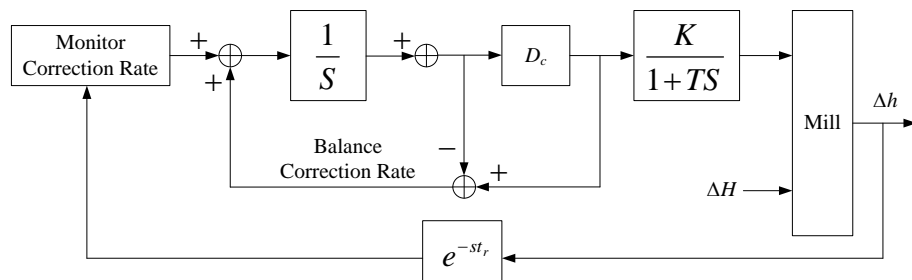 Monitor
Correction Rate
+
+
1
S
+
D_c
K
1+TS
Mill
Δh
Balance
Correction Rate
−
+
ΔH
e^{-st_r}